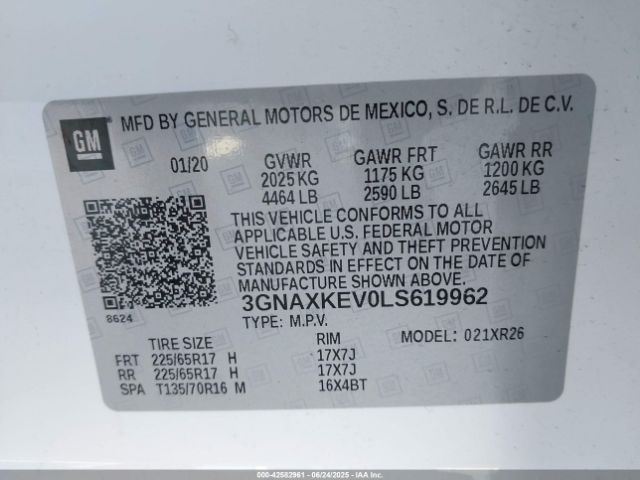 GM
MFD BY GENERAL MOTORS DE MEXICO, S. DE R.L. DE C.V.
01/20 GVWR GAWR FRT GAWR RR
2025 KG 1175 KG 1200 KG
4464 LB 2590 LB 2645 LB
THIS VEHICLE CONFORMS TO ALL
APPLICABLE U.S. FEDERAL MOTOR
VEHICLE SAFETY AND THEFT PREVENTION
STANDARDS IN EFFECT ON THE DATE OF
MANUFACTURE SHOWN ABOVE.
3GNAXKEV0LS619962
8624
TYPE: M.P.V.
TIRE SIZE RIM MODEL: 021XR26
FRT 225/65R17 H 17X7J
RR 225/65R17 H 17X7J
SPA T135/70R16 M 16X4BT
© IAA Holdings, LLC
#000-42582961 - 06/24/2025 - IAAI.COM